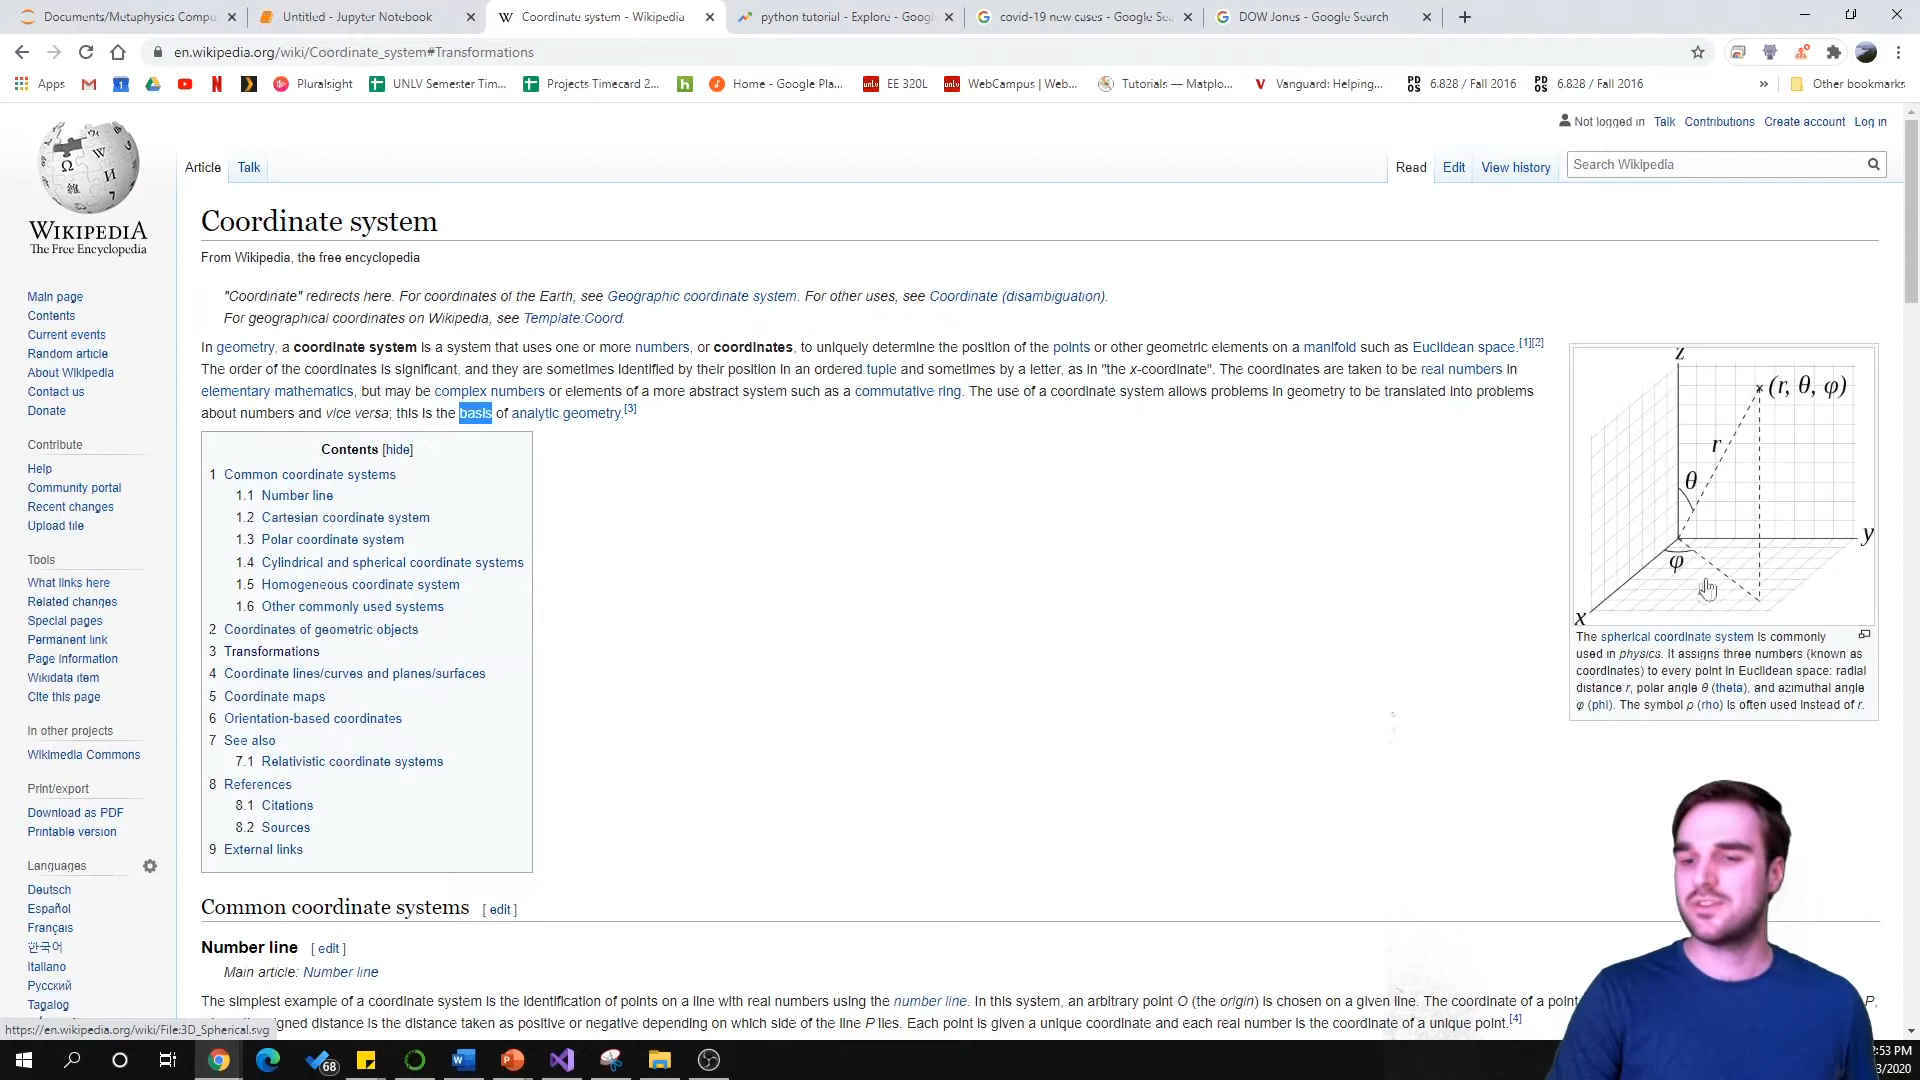 Documents/Metaphysics Compu
Untitled - Jupyter Notebook
Coordinate system - Wikipedia
python tutorial - Explore - Goog
covid-19 new cases - Google Sea
DOW Jones - Google Search
en.wikipedia.org/wiki/Coordinate_system#Transformations
Apps
Pluralsight
UNLV Semester Tim...
Projects Timecard 2...
Home - Google Pla...
EE 320L
WebCampus | Web...
Tutorials — Matplo...
Vanguard: Helping...
6.828 / Fall 2016
6.828 / Fall 2016
Other bookmarks
Not logged in Talk Contributions Create account Log in
Article Talk
Read Edit View history
Search Wikipedia
WIKIPEDIA
The Free Encyclopedia
Main page
Contents
Current events
Random article
About Wikipedia
Contact us
Donate
Contribute
Help
Community portal
Recent changes
Upload file
Tools
What links here
Related changes
Special pages
Permanent link
Page information
Wikidata item
Cite this page
In other projects
Wikimedia Commons
Print/export
Download as PDF
Printable version
Languages
Deutsch
Español
Français
한국어
Italiano
Русский
Tagalog
Coordinate system
From Wikipedia, the free encyclopedia
"Coordinate" redirects here. For coordinates of the Earth, see Geographic coordinate system. For other uses, see Coordinate (disambiguation).
For geographical coordinates on Wikipedia, see Template:Coord.
In geometry, a coordinate system is a system that uses one or more numbers, or coordinates, to uniquely determine the position of the points or other geometric elements on a manifold such as Euclidean space.[1][2]
The order of the coordinates is significant, and they are sometimes identified by their position in an ordered tuple and sometimes by a letter, as in "the x-coordinate". The coordinates are taken to be real numbers in
elementary mathematics, but may be complex numbers or elements of a more abstract system such as a commutative ring. The use of a coordinate system allows problems in geometry to be translated into problems
about numbers and vice versa; this is the basis of analytic geometry.[3]
Contents [hide]
1 Common coordinate systems
1.1 Number line
1.2 Cartesian coordinate system
1.3 Polar coordinate system
1.4 Cylindrical and spherical coordinate systems
1.5 Homogeneous coordinate system
1.6 Other commonly used systems
2 Coordinates of geometric objects
3 Transformations
4 Coordinate lines/curves and planes/surfaces
5 Coordinate maps
6 Orientation-based coordinates
7 See also
7.1 Relativistic coordinate systems
8 References
8.1 Citations
8.2 Sources
9 External links
z
(r, θ, φ)
r
θ
y
φ
x
The spherical coordinate system is commonly
used in physics. It assigns three numbers (known as
coordinates) to every point in Euclidean space: radial
distance r, polar angle θ (theta), and azimuthal angle
φ (phi). The symbol ρ (rho) is often used instead of r.
Common coordinate systems [ edit ]
Number line [ edit ]
Main article: Number line
The simplest example of a coordinate system is the identification of points on a line with real numbers using the number line. In this system, an arbitrary point O (the origin) is chosen on a given line. The coordinate of a point P,
igned distance is the distance taken as positive or negative depending on which side of the line P lies. Each point is given a unique coordinate and each real number is the coordinate of a unique point.[4]
https://en.wikipedia.org/wiki/File:3D_Spherical.svg
68
:53 PM
3/2020